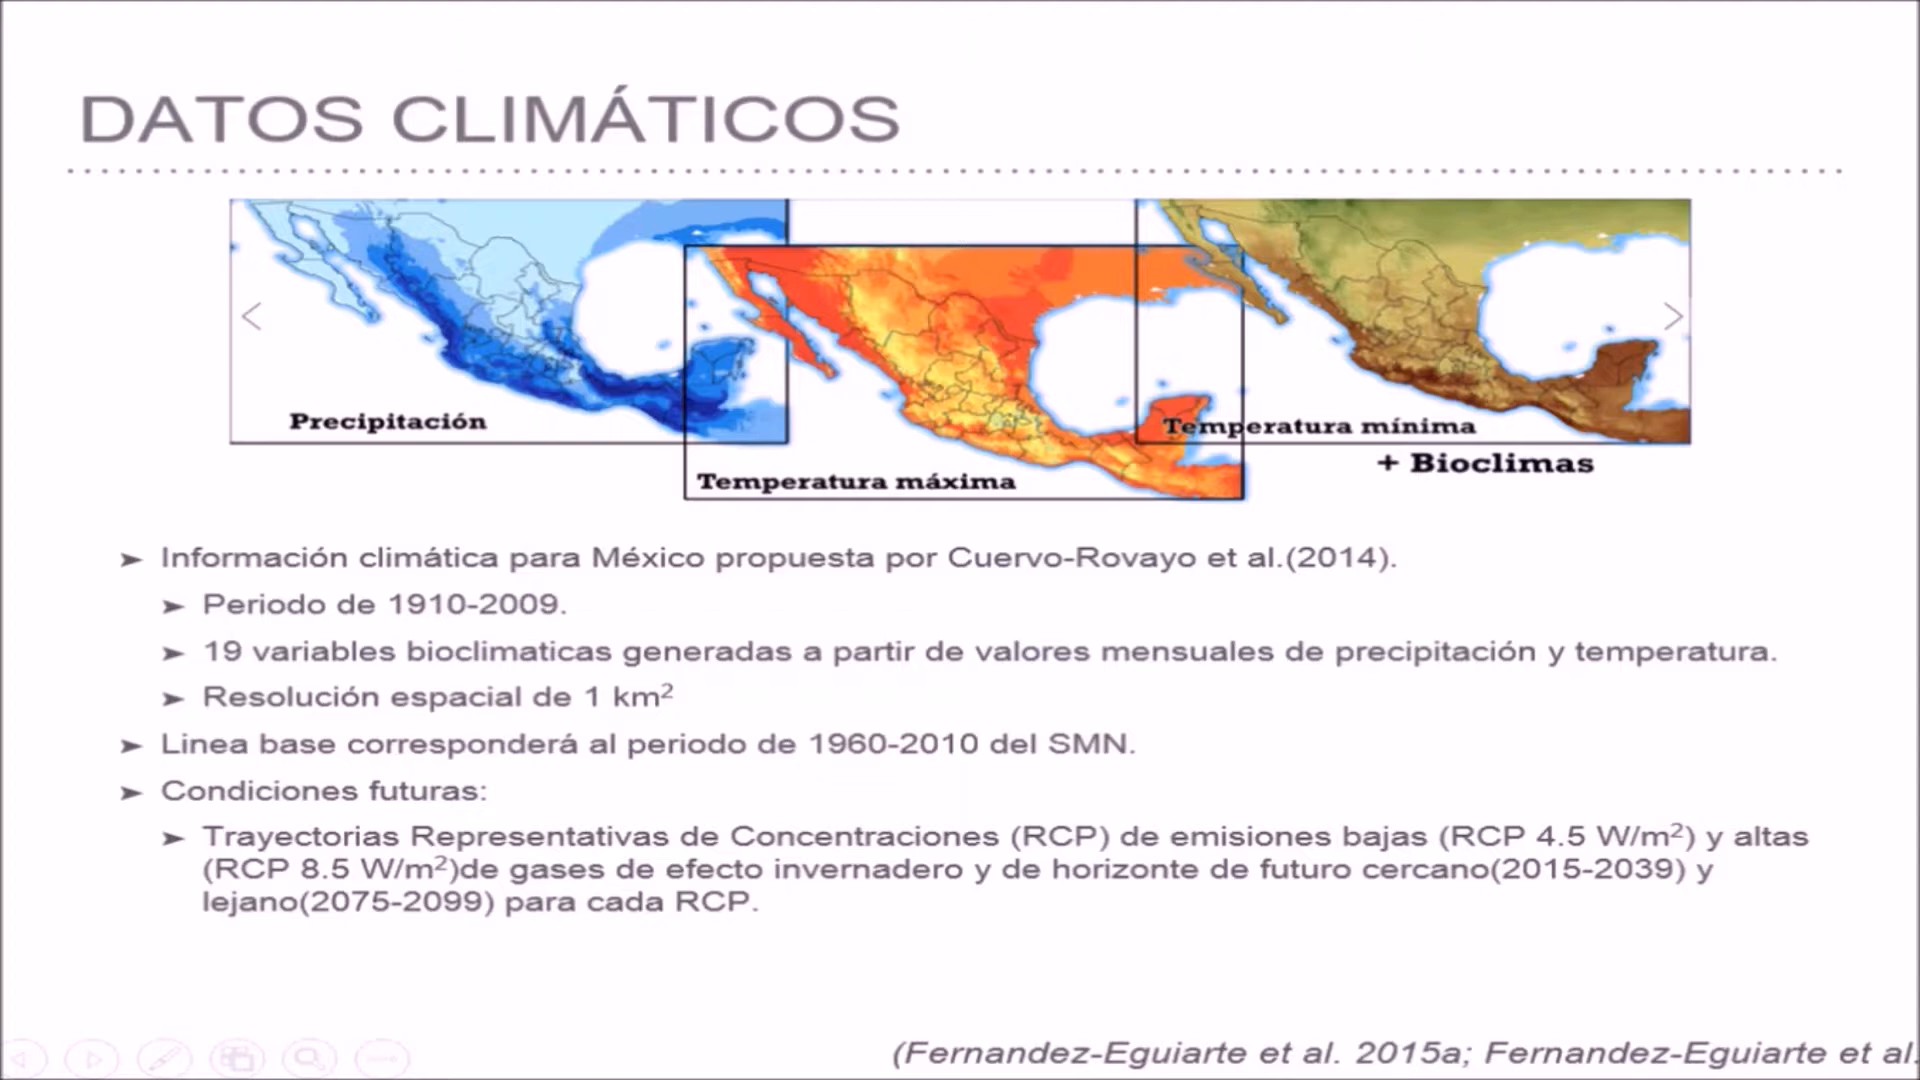 DATOS CLIMÁTICOS
Precipitación
Temperatura máxima
Temperatura mínima
+ Bioclimas
➤ Información climática para México propuesta por Cuervo-Rovayo et al.(2014).
➤ Periodo de 1910-2009.
➤ 19 variables bioclimaticas generadas a partir de valores mensuales de precipitación y temperatura.
➤ Resolución espacial de 1 km²
➤ Linea base corresponderá al periodo de 1960-2010 del SMN.
➤ Condiciones futuras:
➤ Trayectorias Representativas de Concentraciones (RCP) de emisiones bajas (RCP 4.5 W/m²) y altas
(RCP 8.5 W/m²)de gases de efecto invernadero y de horizonte de futuro cercano(2015-2039) y
lejano(2075-2099) para cada RCP.
(Fernandez-Eguiarte et al. 2015a; Fernandez-Eguiarte et al.